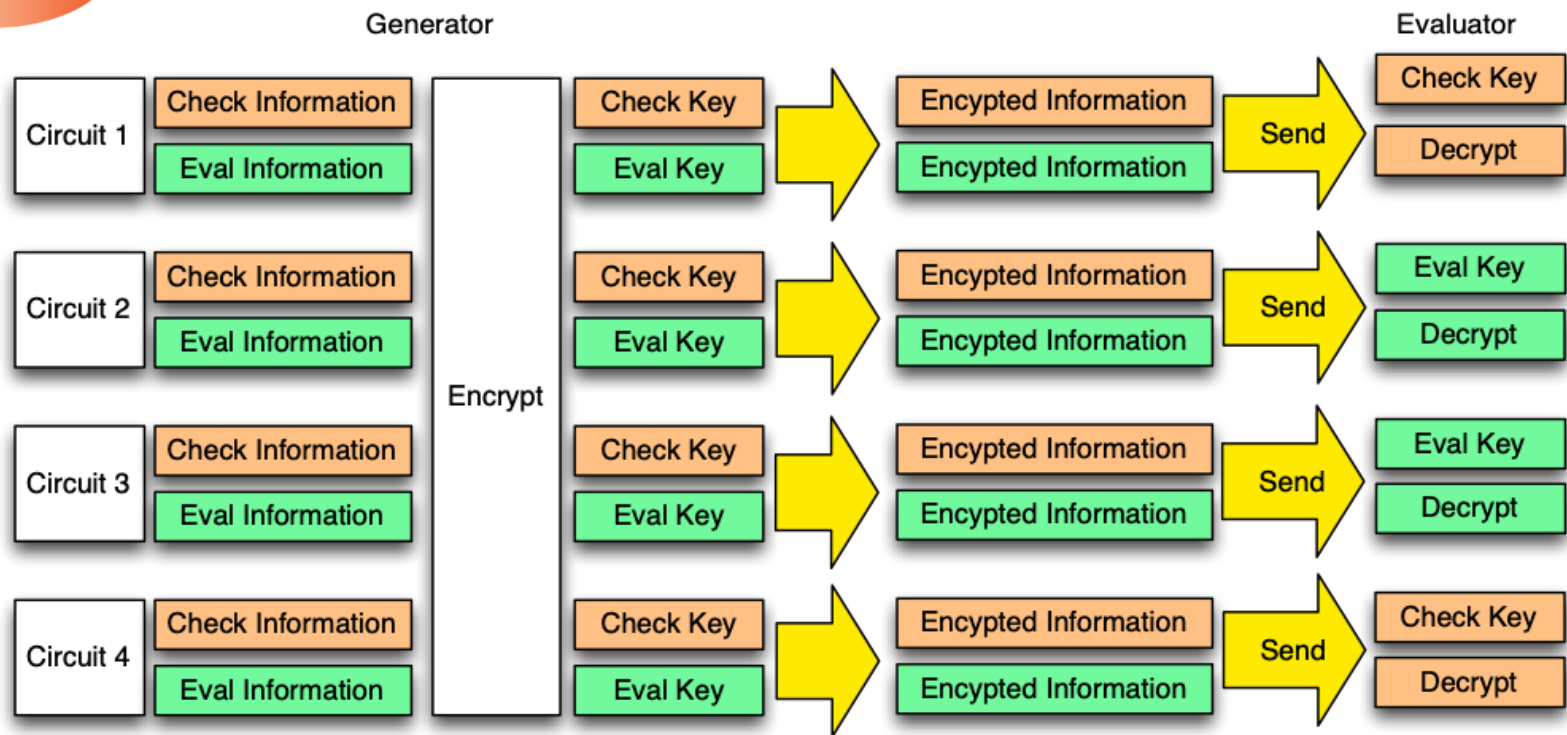 Generator
Evaluator
Circuit 1
Check Information
Eval Information
Check Key
Eval Key
Encypted Information
Encypted Information
Send
Check Key
Decrypt
Circuit 2
Check Information
Eval Information
Check Key
Eval Key
Encypted Information
Encypted Information
Send
Eval Key
Decrypt
Encrypt
Circuit 3
Check Information
Eval Information
Check Key
Eval Key
Encypted Information
Encypted Information
Send
Eval Key
Decrypt
Circuit 4
Check Information
Eval Information
Check Key
Eval Key
Encypted Information
Encypted Information
Send
Check Key
Decrypt